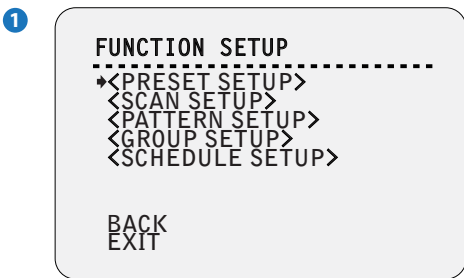 1
FUNCTION SETUP
<PRESET SETUP>
<SCAN SETUP>
<PATTERN SETUP>
<GROUP SETUP>
<SCHEDULE SETUP>
BACK
EXIT